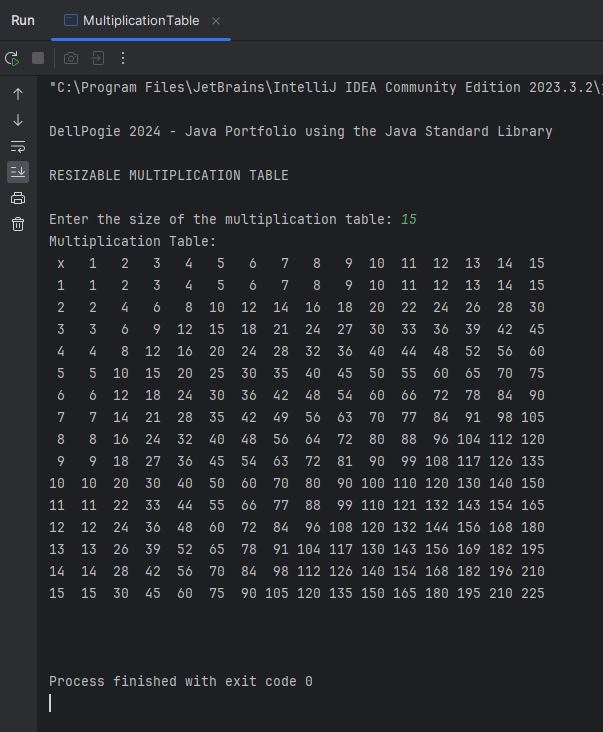 Run MultiplicationTable
"C:\Program Files\JetBrains\IntelliJ IDEA Community Edition 2023.3.2\
DellPogie 2024 - Java Portfolio using the Java Standard Library
RESIZABLE MULTIPLICATION TABLE
Enter the size of the multiplication table: 15
Multiplication Table:
x 1 2 3 4 5 6 7 8 9 10 11 12 13 14 15
1 1 2 3 4 5 6 7 8 9 10 11 12 13 14 15
2 2 4 6 8 10 12 14 16 18 20 22 24 26 28 30
3 3 6 9 12 15 18 21 24 27 30 33 36 39 42 45
4 4 8 12 16 20 24 28 32 36 40 44 48 52 56 60
5 5 10 15 20 25 30 35 40 45 50 55 60 65 70 75
6 6 12 18 24 30 36 42 48 54 60 66 72 78 84 90
7 7 14 21 28 35 42 49 56 63 70 77 84 91 98 105
8 8 16 24 32 40 48 56 64 72 80 88 96 104 112 120
9 9 18 27 36 45 54 63 72 81 90 99 108 117 126 135
10 10 20 30 40 50 60 70 80 90 100 110 120 130 140 150
11 11 22 33 44 55 66 77 88 99 110 121 132 143 154 165
12 12 24 36 48 60 72 84 96 108 120 132 144 156 168 180
13 13 26 39 52 65 78 91 104 117 130 143 156 169 182 195
14 14 28 42 56 70 84 98 112 126 140 154 168 182 196 210
15 15 30 45 60 75 90 105 120 135 150 165 180 195 210 225
Process finished with exit code 0